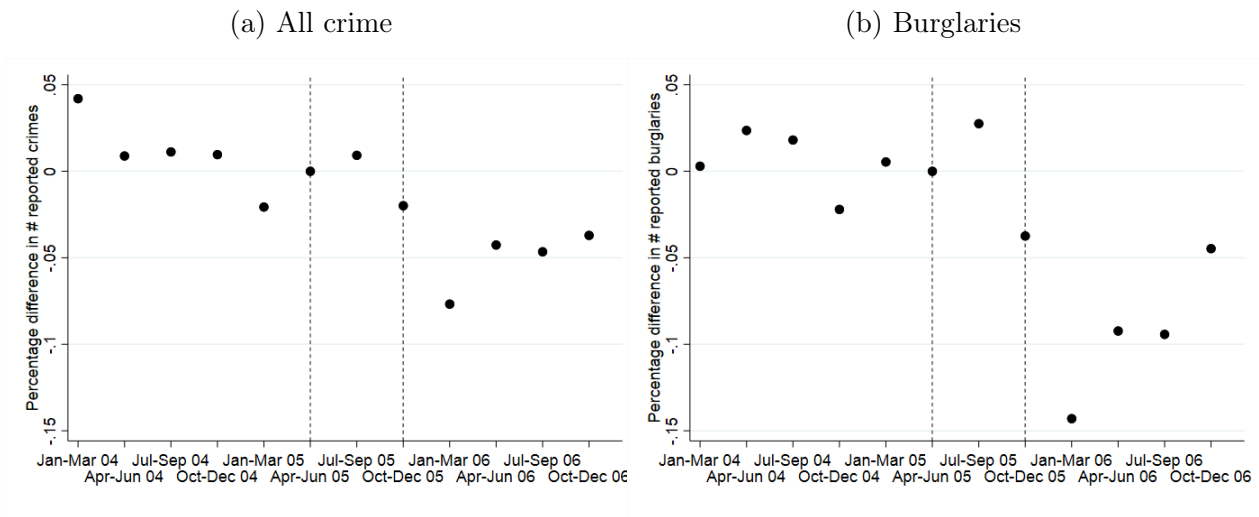 (a) All crime
Percentage difference in # reported crimes
.05
0
-.05
-.1
-.15
Jan-Mar 04 Jul-Sep 04 Jan-Mar 05 Jul-Sep 05 Jan-Mar 06 Jul-Sep 06
Apr-Jun 04 Oct-Dec 04 Apr-Jun 05 Oct-Dec 05 Apr-Jun 06 Oct-Dec 06
(b) Burglaries
Percentage difference in # reported burglaries
.05
0
-.05
-.1
-.15
Jan-Mar 04 Jul-Sep 04 Jan-Mar 05 Jul-Sep 05 Jan-Mar 06 Jul-Sep 06
Apr-Jun 04 Oct-Dec 04 Apr-Jun 05 Oct-Dec 05 Apr-Jun 06 Oct-Dec 06